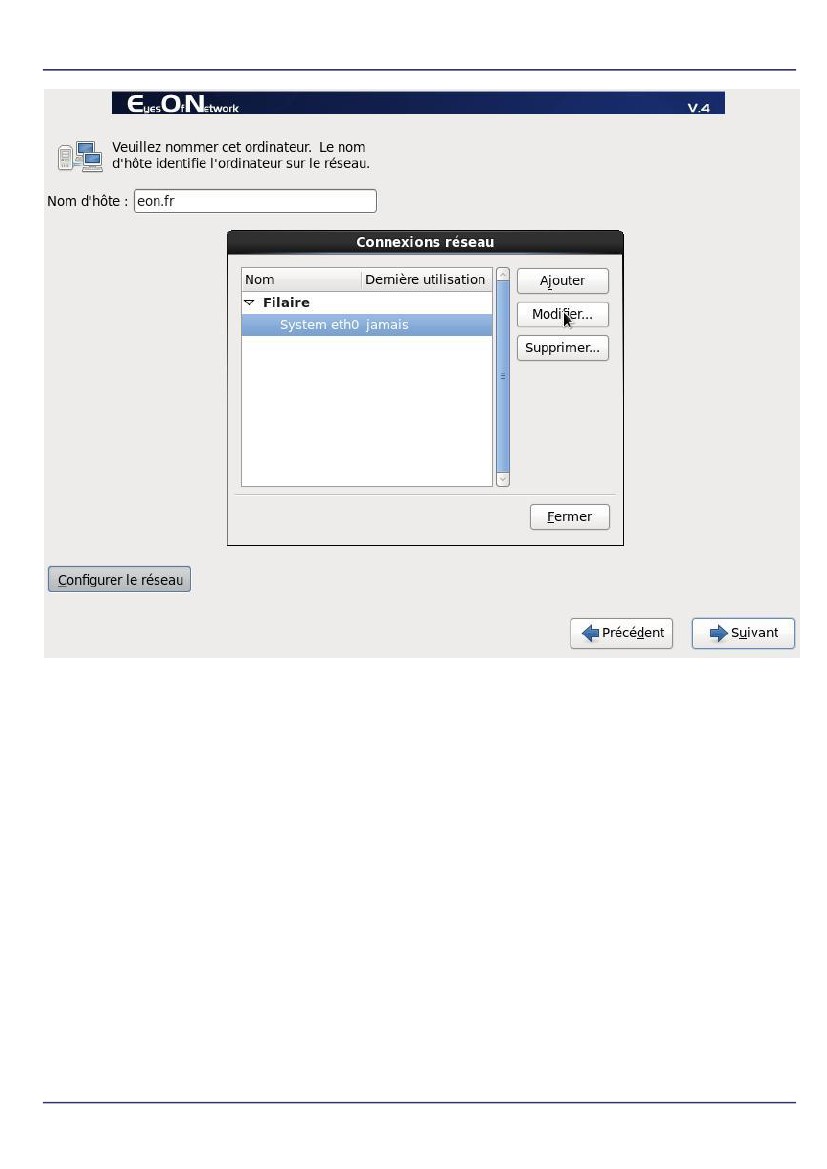 EyesOfNetwork V.4
Veuillez nommer cet ordinateur. Le nom
d'hôte identifie l'ordinateur sur le réseau.
Nom d'hôte : eon.fr
Connexions réseau
Nom Dernière utilisation
Filaire
System eth0 jamais
Ajouter
Modifier...
Supprimer...
Fermer
Configurer le réseau
Précédent Suivant